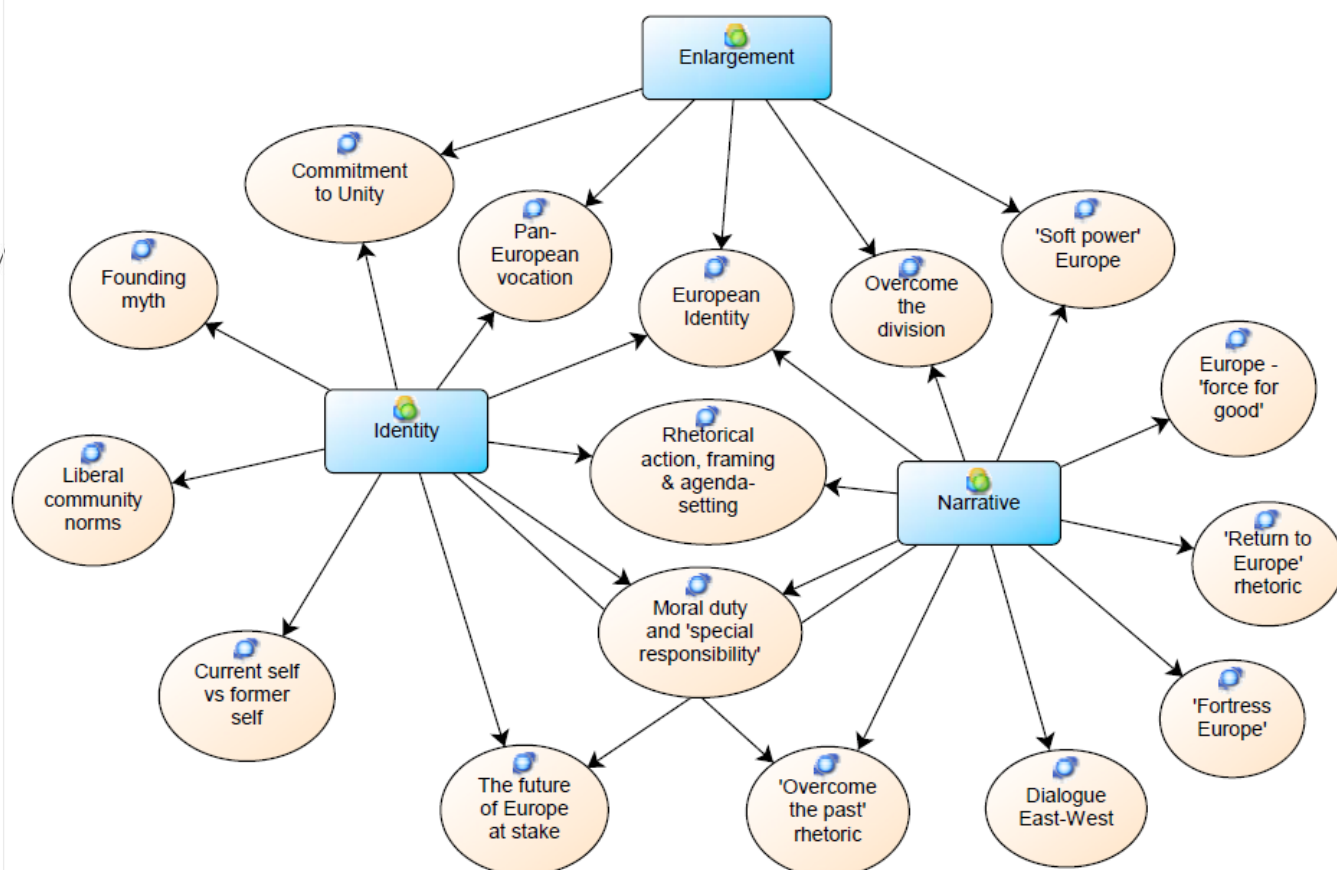 Enlargement
Commitment
to Unity
Pan-
European
vocation
'Soft power'
Europe
Founding
myth
European
Identity
Overcome
the
division
Europe -
'force for
good'
Identity
Rhetorical
action, framing
& agenda-
setting
Liberal
community
norms
Narrative
'Return to
Europe'
rhetoric
Moral duty
and 'special
responsibility'
Current self
vs former
self
'Fortress
Europe'
The future
of Europe
at stake
'Overcome
the past'
rhetoric
Dialogue
East-West